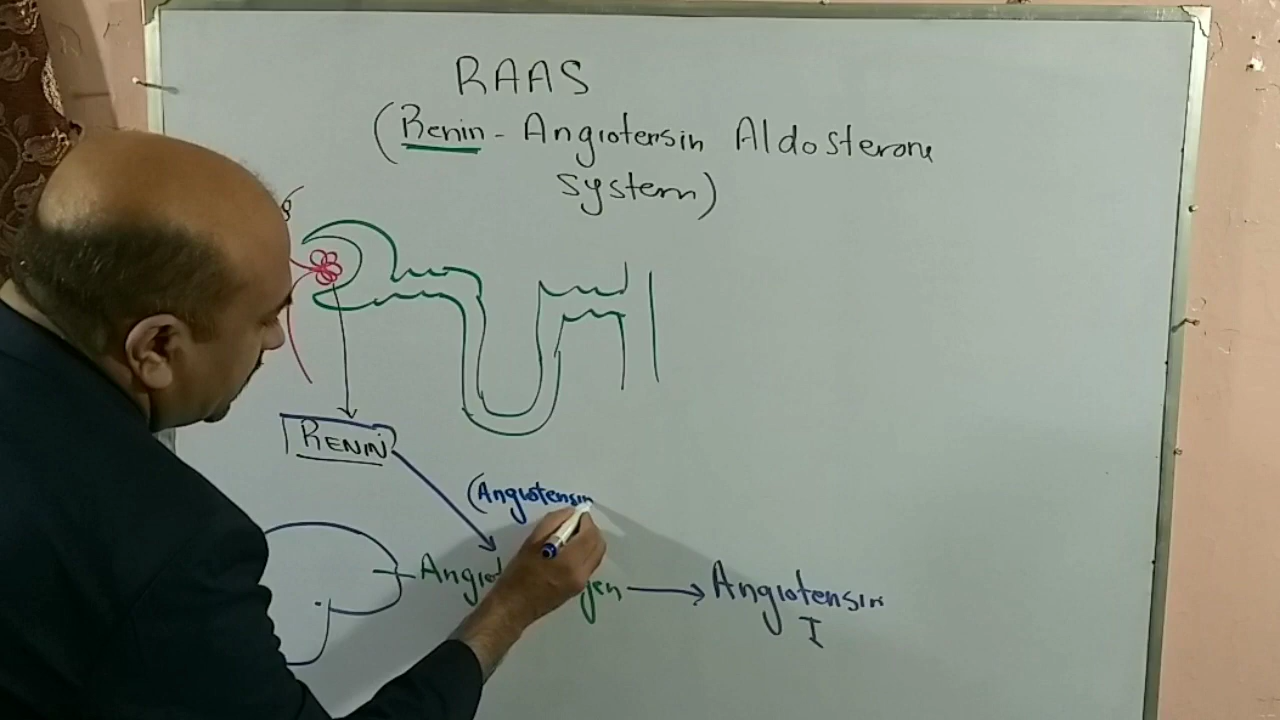 RAAS
(Renin - Angiotensin Aldosterone
system)
RENIN
(Angiotensin
Angiotensin
I